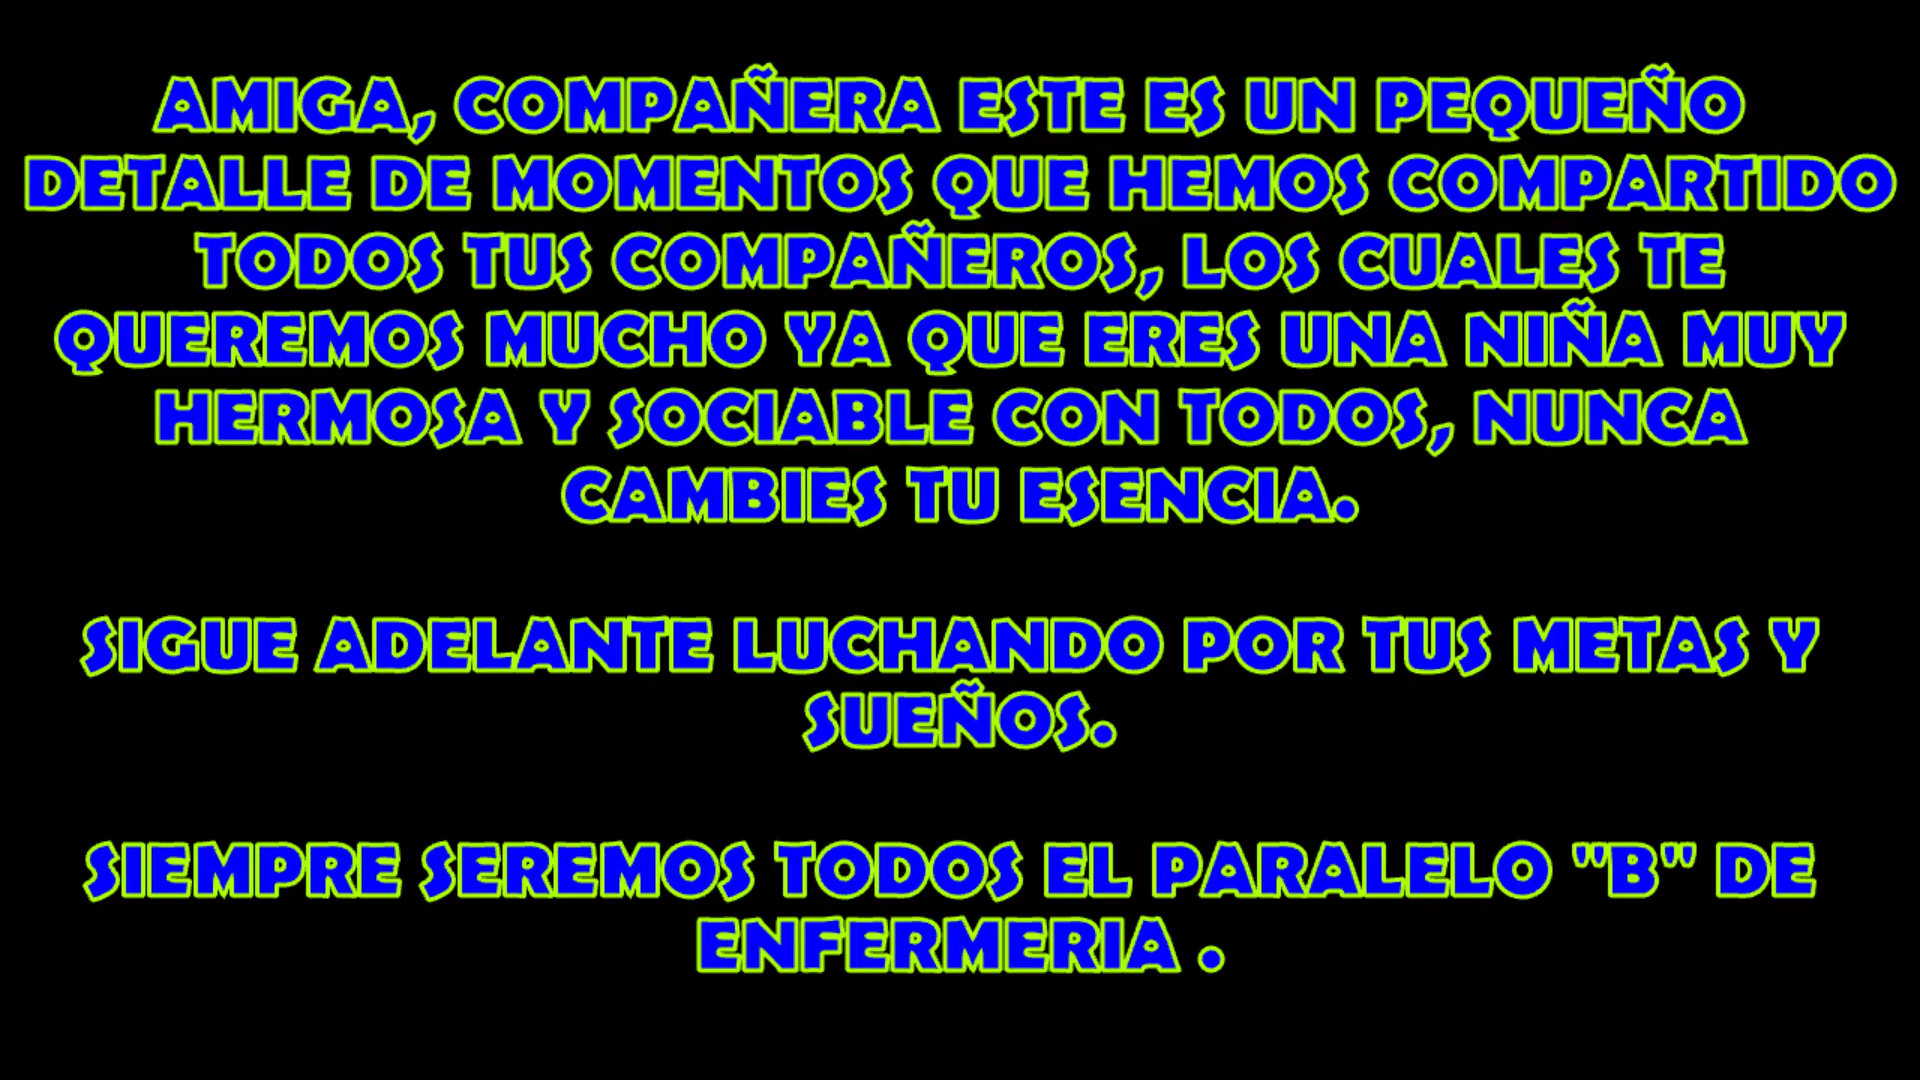 AMIGA, COMPAÑERA ESTE ES UN PEQUEÑO
DETALLE DE MOMENTOS QUE HEMOS COMPARTIDO
TODOS TUS COMPAÑEROS, LOS CUALES TE
QUEREMOS MUCHO YA QUE ERES UNA NIÑA MUY
HERMOSA Y SOCIABLE CON TODOS, NUNCA
CAMBIES TU ESENCIA.
SIGUE ADELANTE LUCHANDO POR TUS METAS Y
SUEÑOS.
SIEMPRE SEREMOS TODOS EL PARALELO "B" DE
ENFERMERIA .